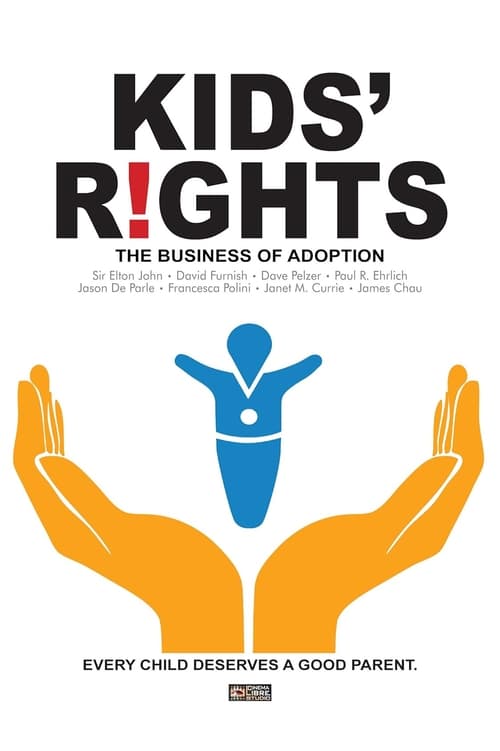 KIDS’
R!GHTS
THE BUSINESS OF ADOPTION
Sir Elton John • David Furnish • Dave Pelzer • Paul R. Ehrlich
Jason De Parle • Francesca Polini • Janet M. Currie • James Chau
EVERY CHILD DESERVES A GOOD PARENT.
CINEMA
LIBRE
STUDIO